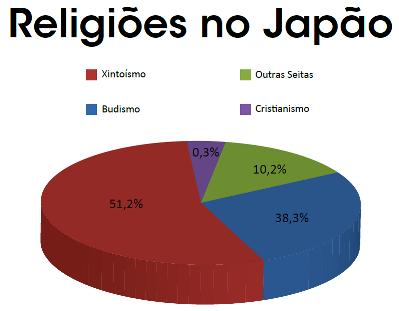 Religiões no Japão
Xintoísmo
Outras Seitas
Budismo
Cristianismo
0,3%
10,2%
51,2%
38,3%